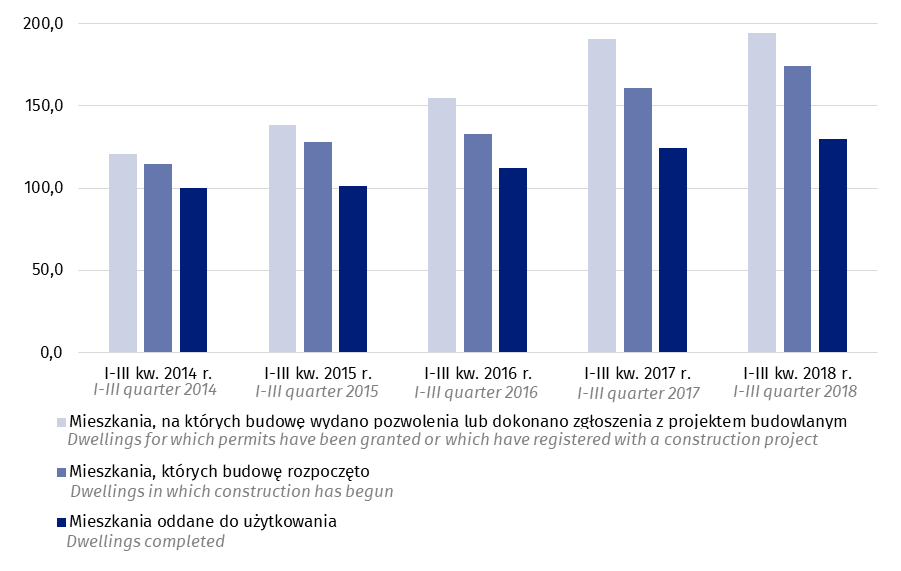 200,0
150,0
100,0
50,0
0,0
I-III kw. 2014 r. I-III kw. 2015 r. I-III kw. 2016 r. I-III kw. 2017 r. I-III kw. 2018 r.
I-III quarter 2014 I-III quarter 2015 I-III quarter 2016 I-III quarter 2017 I-III quarter 2018
Mieszkania, na których budowę wydano pozwolenia lub dokonano zgłoszenia z projektem budowlanym
Dwellings for which permits have been granted or which have registered with a construction project
Mieszkania, których budowę rozpoczęto
Dwellings in which construction has begun
Mieszkania oddane do użytkowania
Dwellings completed